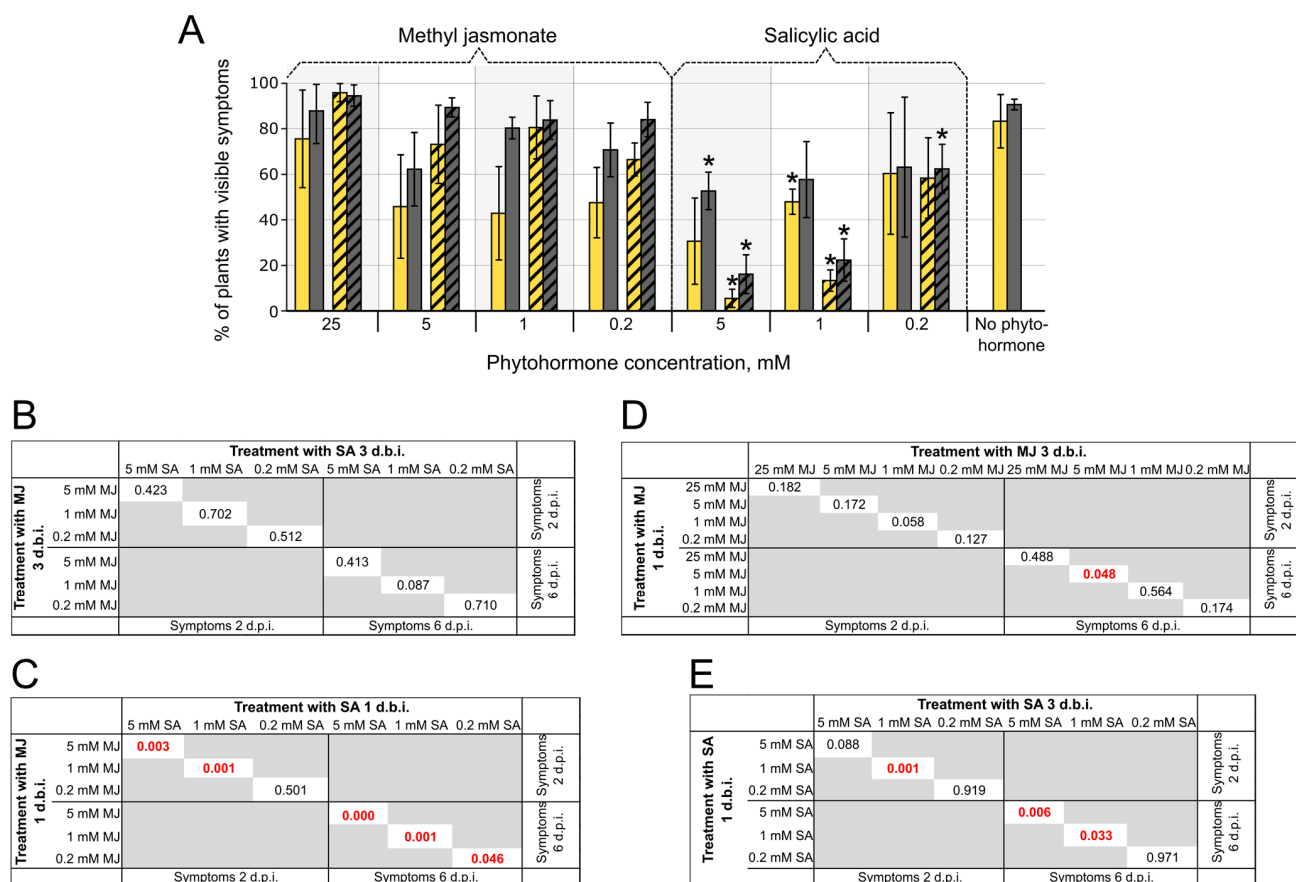 A
Methyl jasmonate
Salicylic acid
% of plants with visible symptoms
100
80
60
40
20
0
* * * * * * * *
25 5 1 0.2 5 1 0.2 No phyto-
hormone
Phytohormone concentration, mM
B
Treatment with SA 3 d.b.i.
5 mM SA 1 mM SA 0.2 mM SA 5 mM SA 1 mM SA 0.2 mM SA
Treatment with MJ
3 d.b.i.
5 mM MJ 0.423
1 mM MJ 0.702
0.2 mM MJ 0.512
5 mM MJ 0.413
1 mM MJ 0.087
0.2 mM MJ 0.710
Symptoms
2 d.p.i.
Symptoms
6 d.p.i.
Symptoms 2 d.p.i. Symptoms 6 d.p.i.
D
Treatment with MJ 3 d.b.i.
25 mM MJ 5 mM MJ 1 mM MJ 0.2 mM MJ 25 mM MJ 5 mM MJ 1 mM MJ 0.2 mM MJ
Treatment with MJ
1 d.b.i.
25 mM MJ 0.182
5 mM MJ 0.172
1 mM MJ 0.058
0.2 mM MJ 0.127
25 mM MJ 0.488
5 mM MJ 0.048
1 mM MJ 0.564
0.2 mM MJ 0.174
Symptoms
2 d.p.i.
Symptoms
6 d.p.i.
Symptoms 2 d.p.i. Symptoms 6 d.p.i.
C
Treatment with SA 1 d.b.i.
5 mM SA 1 mM SA 0.2 mM SA 5 mM SA 1 mM SA 0.2 mM SA
Treatment with MJ
1 d.b.i.
5 mM MJ 0.003
1 mM MJ 0.001
0.2 mM MJ 0.501
5 mM MJ 0.000
1 mM MJ 0.001
0.2 mM MJ 0.046
Symptoms
2 d.p.i.
Symptoms
6 d.p.i.
Symptoms 2 d.p.i. Symptoms 6 d.p.i.
E
Treatment with SA 3 d.b.i.
5 mM SA 1 mM SA 0.2 mM SA 5 mM SA 1 mM SA 0.2 mM SA
Treatment with SA
1 d.b.i.
5 mM SA 0.088
1 mM SA 0.001
0.2 mM SA 0.919
5 mM SA 0.006
1 mM SA 0.033
0.2 mM SA 0.971
Symptoms
2 d.p.i.
Symptoms
6 d.p.i.
Symptoms 2 d.p.i. Symptoms 6 d.p.i.